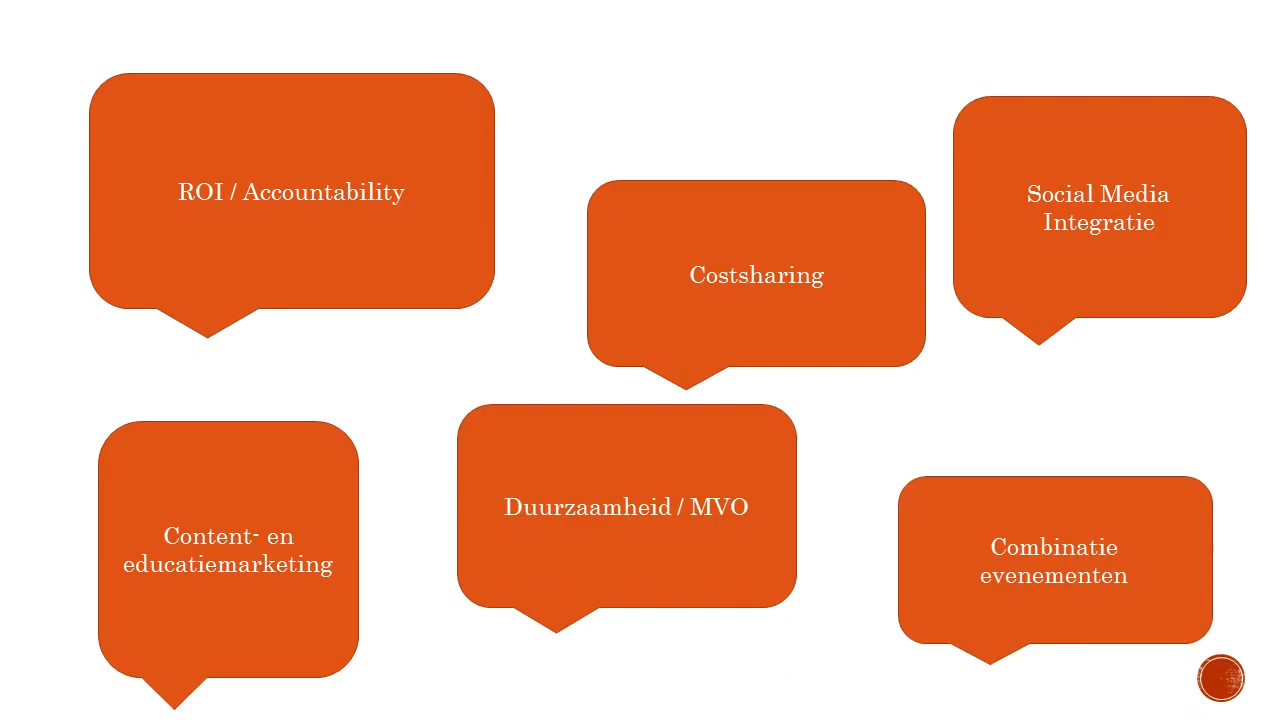 ROI / Accountability
Social Media
Integratie
Costsharing
Content- en
educatiemarketing
Duurzaamheid / MVO
Combinatie
evenementen